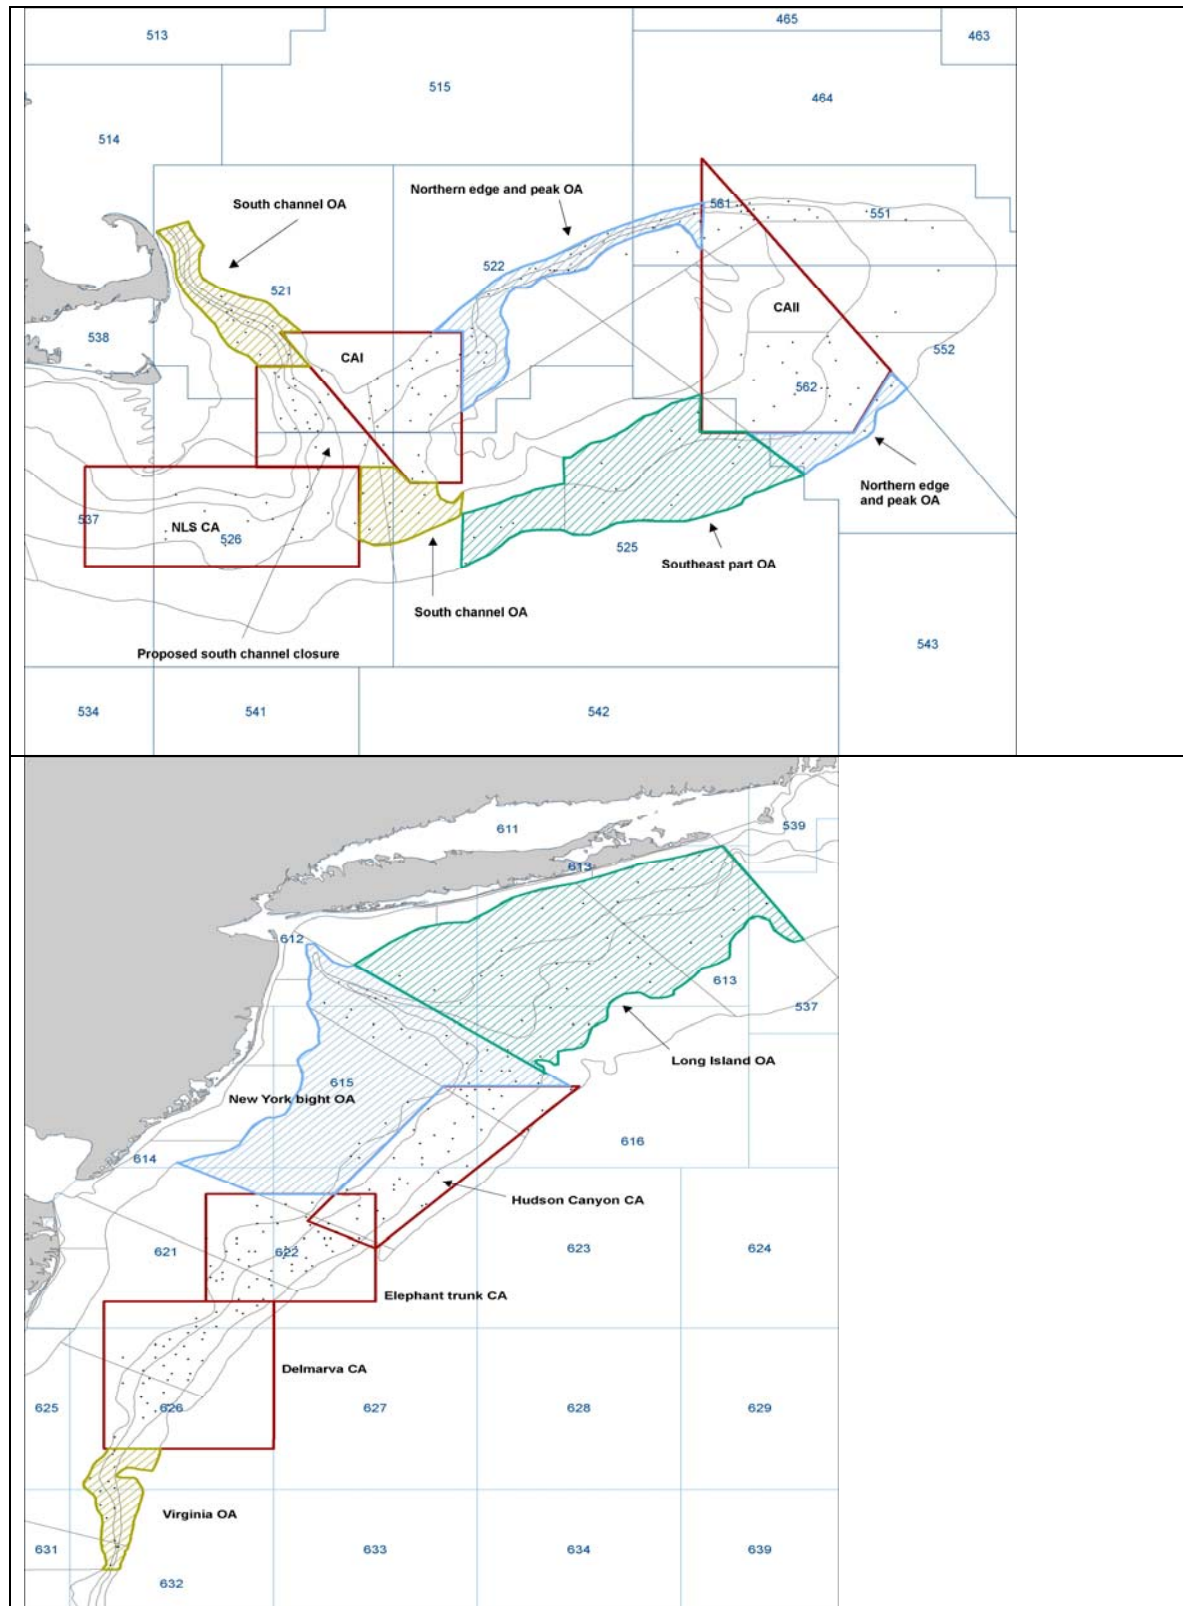 465
513
463
515
464
514
Northern edge and peak OA
South channel OA
561
551
522
521
CAII
538
CAI
552
562
Northern edge
and peak OA
537
NLS CA
526
525
Southeast part OA
South channel OA
Proposed south channel closure
543
534
541
542
539
611
613
612
613
537
Long Island OA
615
New York bight OA
616
614
Hudson Canyon CA
621
622
623
624
Elephant trunk CA
Delmarva CA
625
626
627
628
629
Virginia OA
631
633
634
639
632